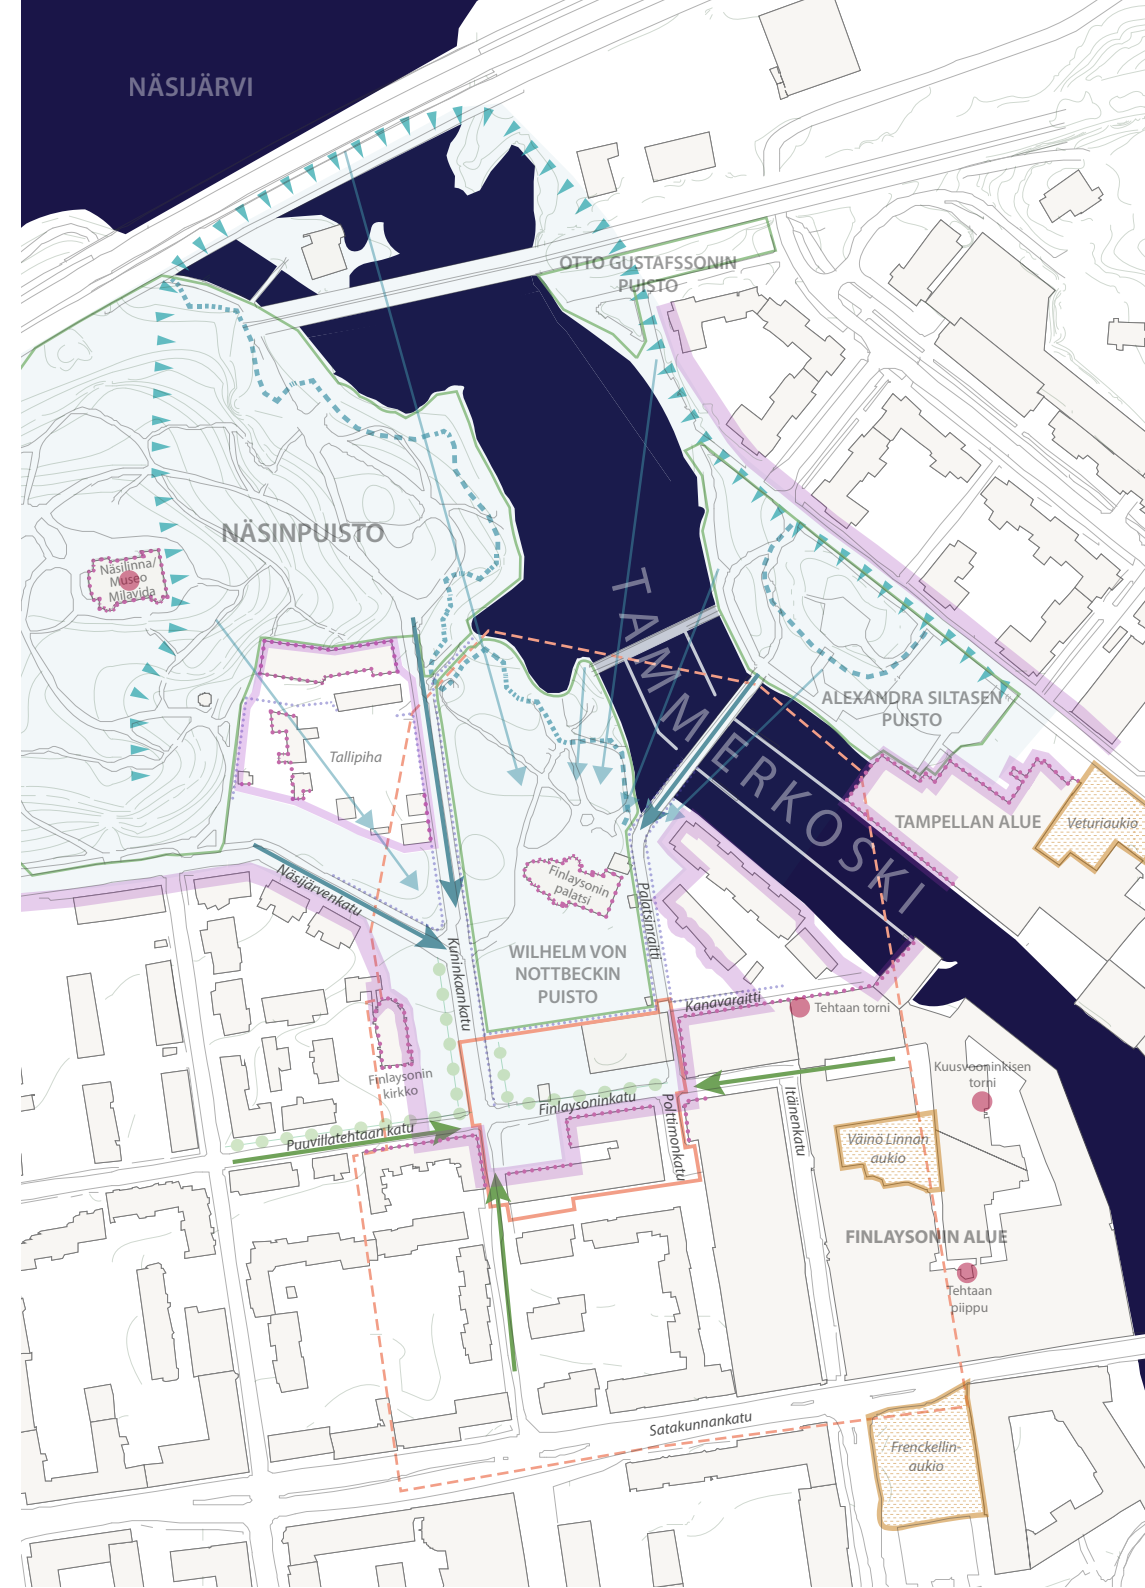 NÄSIJÄRVI
OTTO GUSTAFSSONIN
PUISTO
NÄSINPUISTO
Näsilinna/
Museo
Milavida
TAMMERKOSKI
ALEXANDRA SILTASEN
PUISTO
Tallipiha
TAMPELLAN ALUE
Veturiaukio
Näsijärvenkatu
Finlaysonin
palatsi
Palatsinraitti
Kuninkaankatu
WILHELM VON
NOTTBECKIN
PUISTO
Kanavaraitti
Tehtaan torni
Finlaysonin
kirkko
Kuusvooninkisen
torni
Finlaysoninkatu
Polttimonkatu
Itäinenkatu
Puuvillatehtaankatu
Väinö Linnan
aukio
FINLAYSONIN ALUE
Tehtaan
piippu
Satakunnankatu
Frenckellin-
aukio